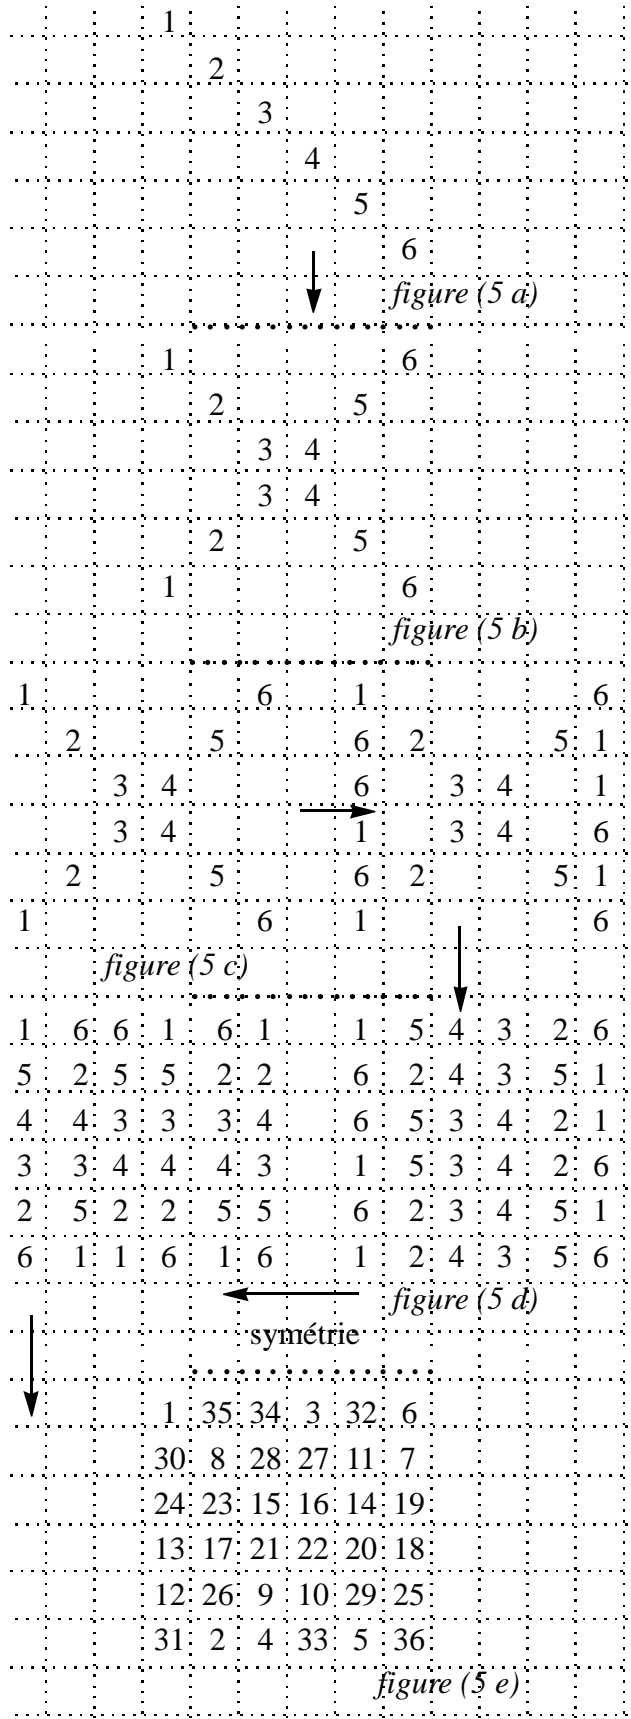 1
2
3
4
5
6
figure (5 a)
1 6
2 5
3 4
3 4
2 5
1 6
figure (5 b)
1 6 1 6
2 5 6 2 5 1
3 4 6 3 4 1
3 4 1 3 4 6
2 5 6 2 5 1
1 6 1 6
figure (5 c)
1 6 6 1 6 1 1 5 4 3 2 6
5 2 5 5 2 2 6 2 4 3 5 1
4 4 3 3 3 4 6 5 3 4 2 1
3 3 4 4 4 3 1 5 3 4 2 6
2 5 2 2 5 5 6 2 3 4 5 1
6 1 1 6 1 6 1 2 4 3 5 6
figure (5 d)
symétrie
1 35 34 3 32 6
30 8 28 27 11 7
24 23 15 16 14 19
13 17 21 22 20 18
12 26 9 10 29 25
31 2 4 33 5 36
figure (5 e)